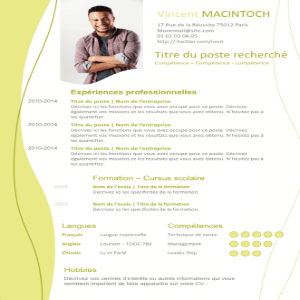 Vincent MACINTOCH
17 Rue de la Réussite 75012 Paris
Monemail@site.com
01 02 03 04 05
http://twitter.com/nom
Titre du poste recherché
Compétence – Compétence - compétence
Expériences professionnelles
2010-2014
Titre du poste | Nom de l'entreprise
Décrivez ici les fonctions que vous avez occupé pour ce poste. Décrivez
également vos missions et les résultats que vous avez obtenu. N'hésitez pas à
les quantifier.
2010-2014
Titre du poste | Nom de l'entreprise
Décrivez ici les fonctions que vous avez occupé pour ce poste. Décrivez
également vos missions et les résultats que vous avez obtenu. N'hésitez pas à
les quantifier.
2010-2014
Titre du poste | Nom de l'entreprise
Décrivez ici les fonctions que vous avez occupé pour ce poste. Décrivez
également vos missions et les résultats que vous avez obtenu. N'hésitez pas à
les quantifier.
Formation – Cursus scolaire
Nom de l'école | Titre de la formation
Décrivez ici les spécificités de cette formation.
Nom de l'école | Titre de la formation
Décrivez ici les spécificités de cette formation.
Langues
Français Langue maternelle
Anglais Courant – TOEIC 780
Chinois Lu et Parlé
Compétences
Technique de vente
Management
Leader Ship
Hobbies
Décrivez vos centres d'intérêts ou autres informations qui vous
semblent important de faire apparaitre sur votre CV